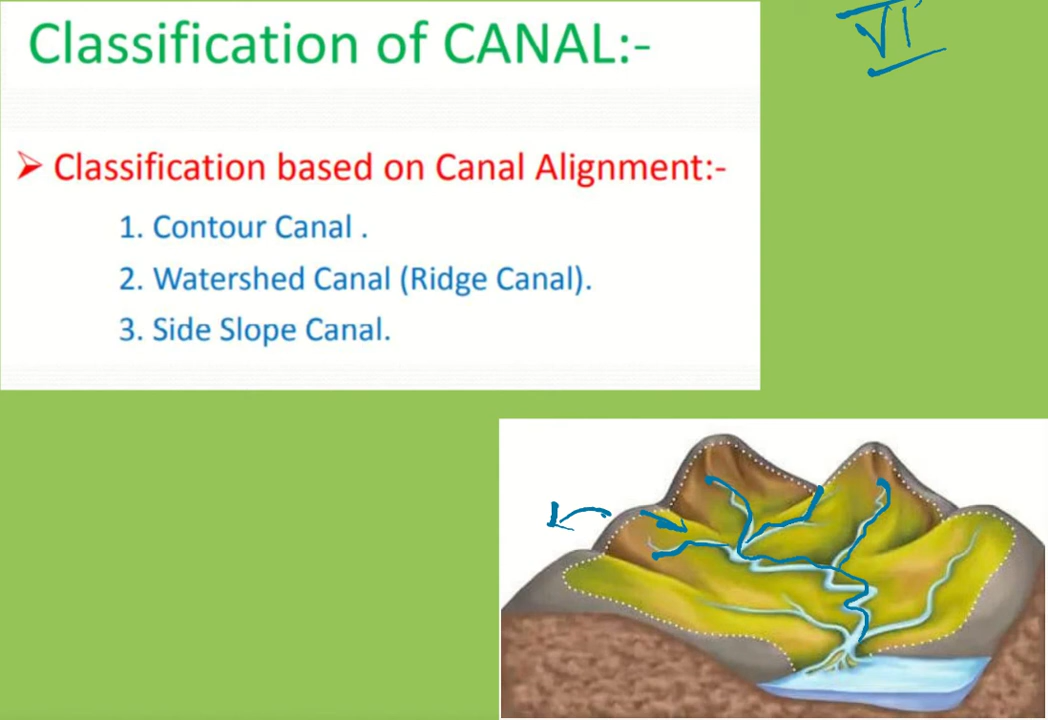 Classification of CANAL:-
➢ Classification based on Canal Alignment:-
1. Contour Canal .
2. Watershed Canal (Ridge Canal).
3. Side Slope Canal.